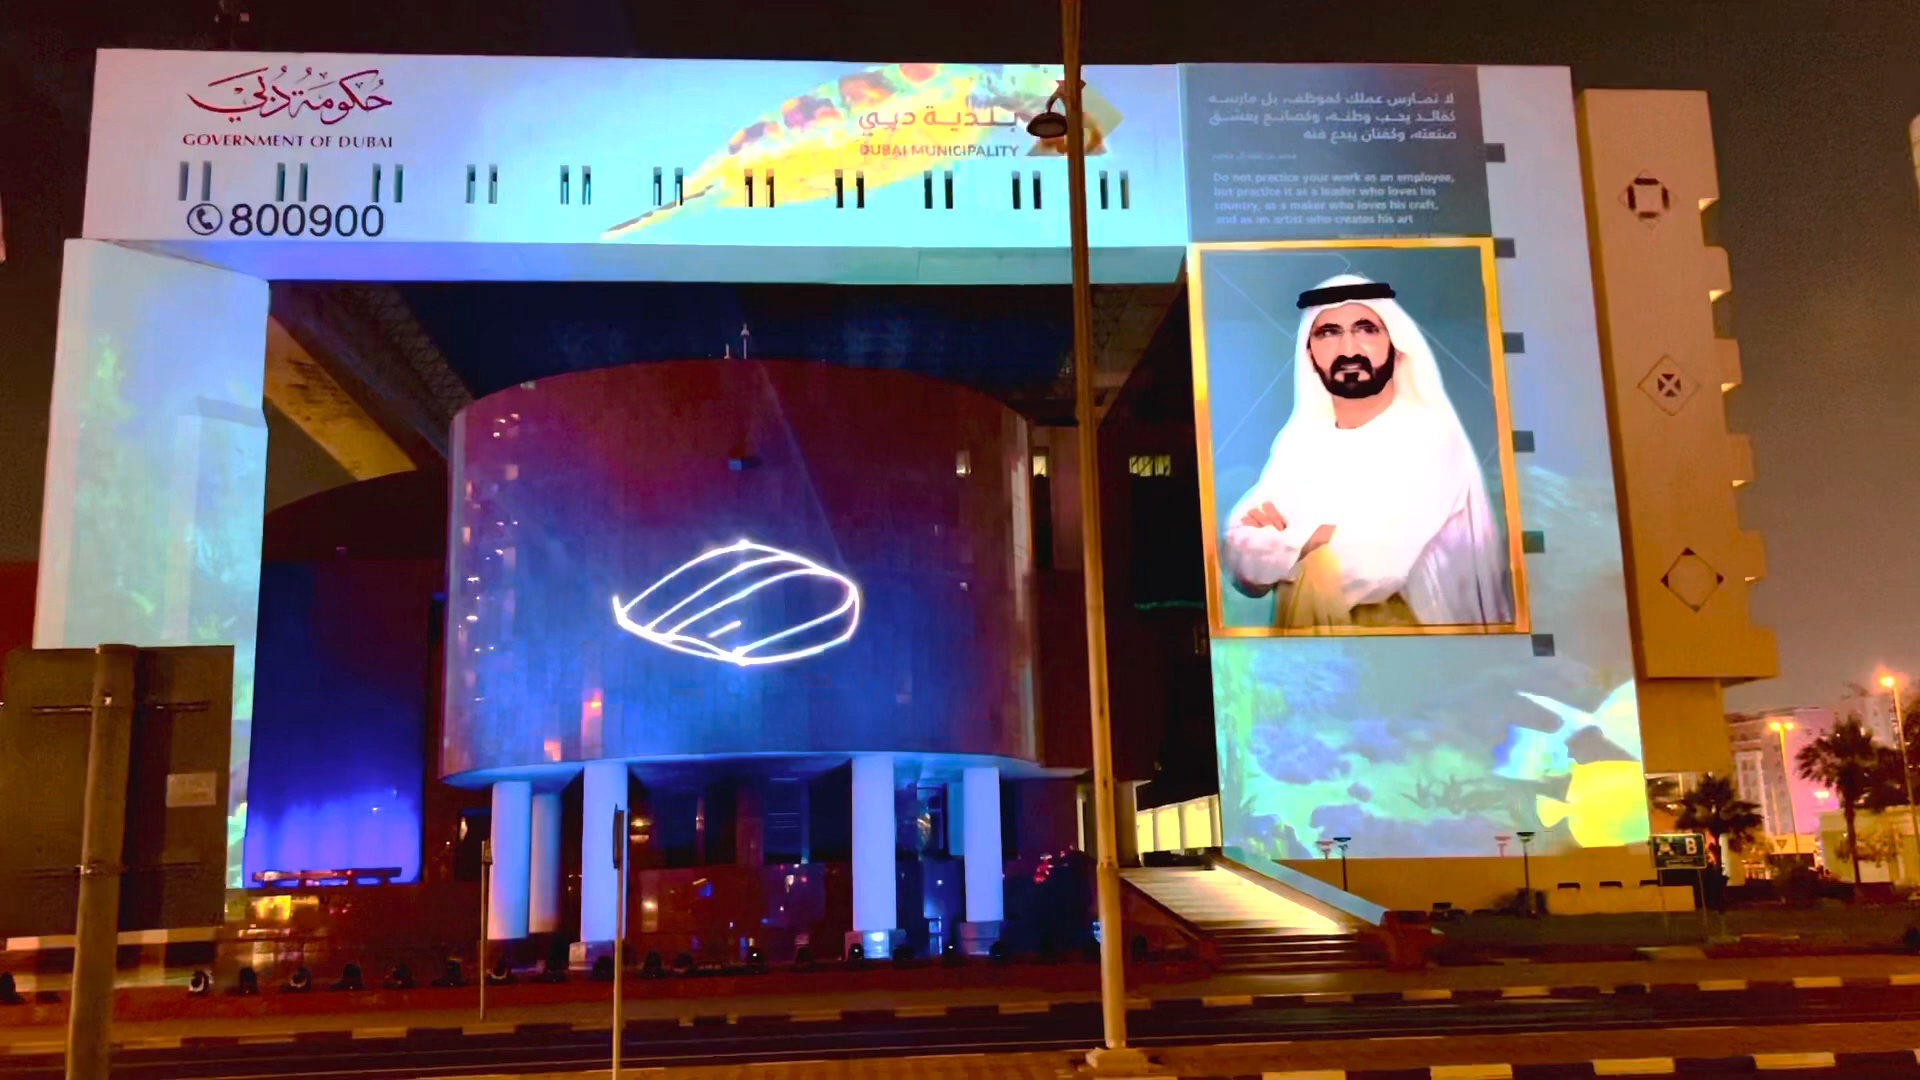 حكومة دبي
GOVERNMENT OF DUBAI
800900
بلدية دبي
DUBAI MUNICIPALITY
لا تمارس عملك كموظف، بل مارسه
كقائد يحب وطنه، وكصانع يعشق
صنعته، وكفنان يبدع فنه
Do not practice your work as an employee,
but practice it as a leader who loves his
country, as a maker who loves his craft,
and as an artist who creates his art
B